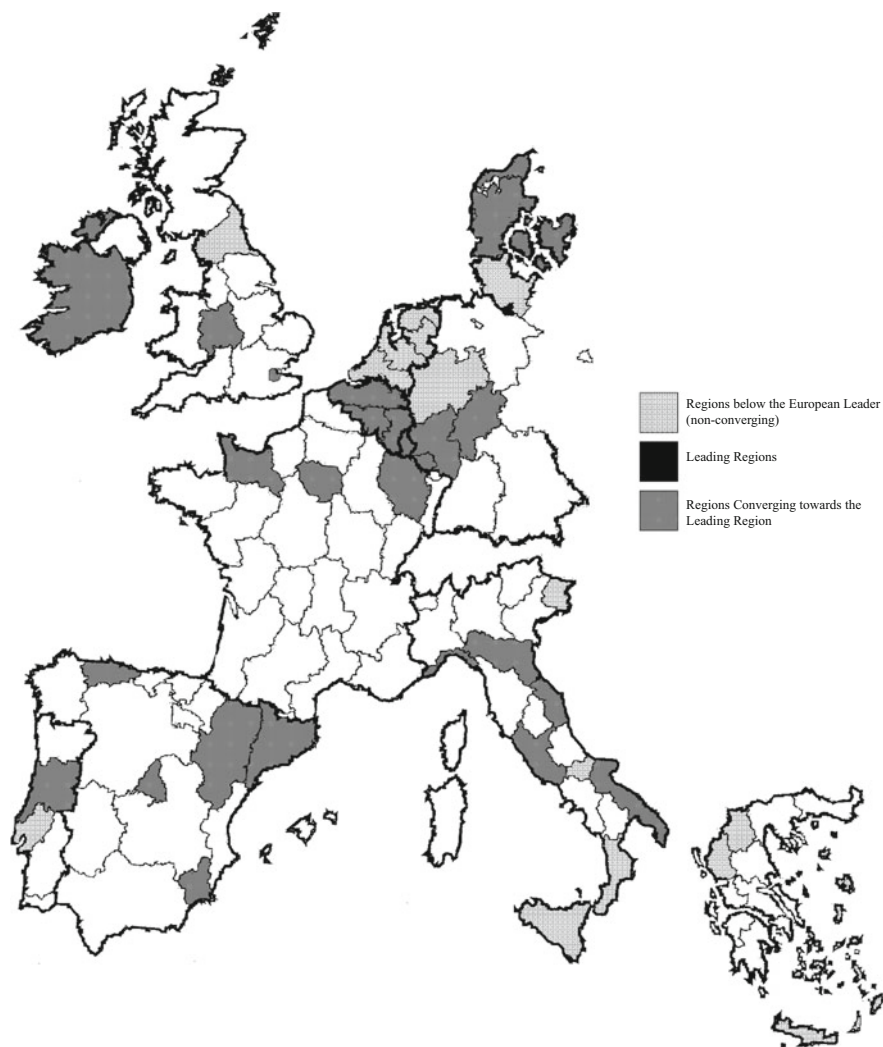 Regions below the European Leader
(non-converging)
Leading Regions
Regions Converging towards the
Leading Region